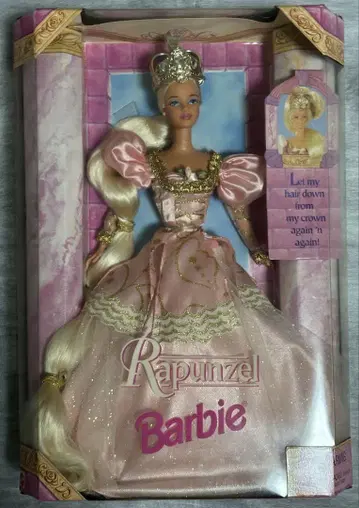 Let my
hair down
from
my crown
again 'n
again!
Rapunzel
Barbie